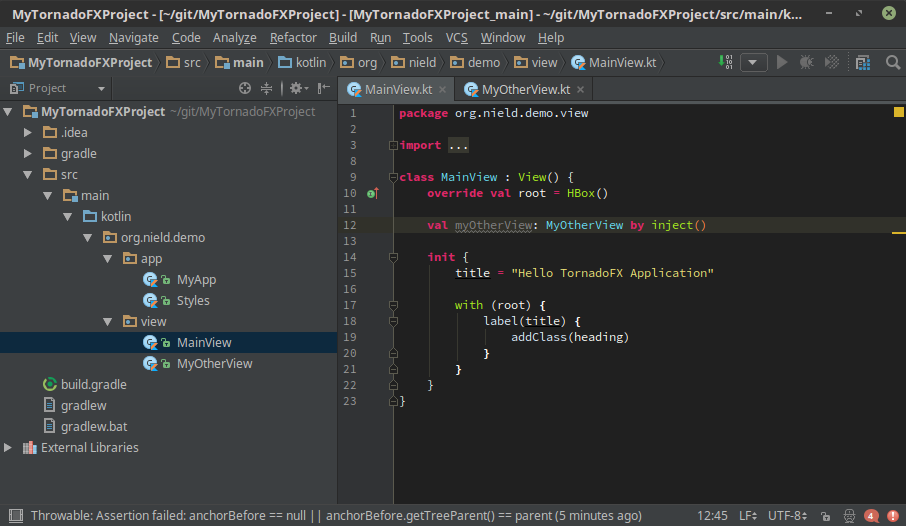 MyTornadoFXProject - [~/git/MyTornadoFXProject] - [MyTornadoFX_main] - ~/git/MyTornadoFXProject/src/main/k...
File Edit View Navigate Code Analyze Refactor Build Run Tools VCS Window Help
MyTornadoFXProject src main kotlin org nield demo view MainView.kt
Project
MainView.kt MyOtherView.kt
MyTornadoFXProject ~/git/MyTornadoFXProject
.idea
gradle
src
main
kotlin
org.nield.demo
app
MyApp
Styles
view
MainView
MyOtherView
build.gradle
gradlew
gradlew.bat
External Libraries
1 package org.nield.demo.view
2
3 import ...
8
9 class MainView : View() {
10 override val root = HBox()
11
12 val myOtherView: MyOtherView by inject()
13
14 init {
15 title = "Hello TornadoFX Application"
16
17 with (root) {
18 label(title) {
19 addClass(heading)
20 }
21 }
22 }
23 }
Throwable: Assertion failed: anchorBefore == null || anchorBefore.getTreeParent() == parent (5 minutes ago) 12:45 LF÷ UTF-8÷ 4